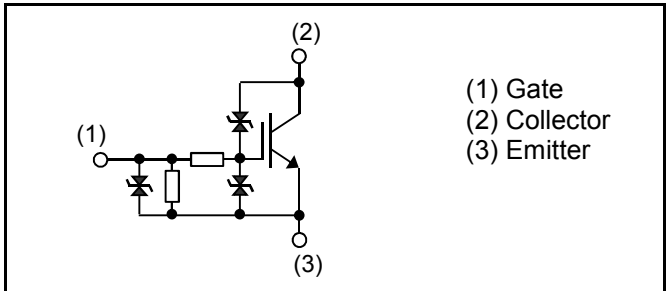 (2)
(1)
(3)
(1) Gate
(2) Collector
(3) Emitter